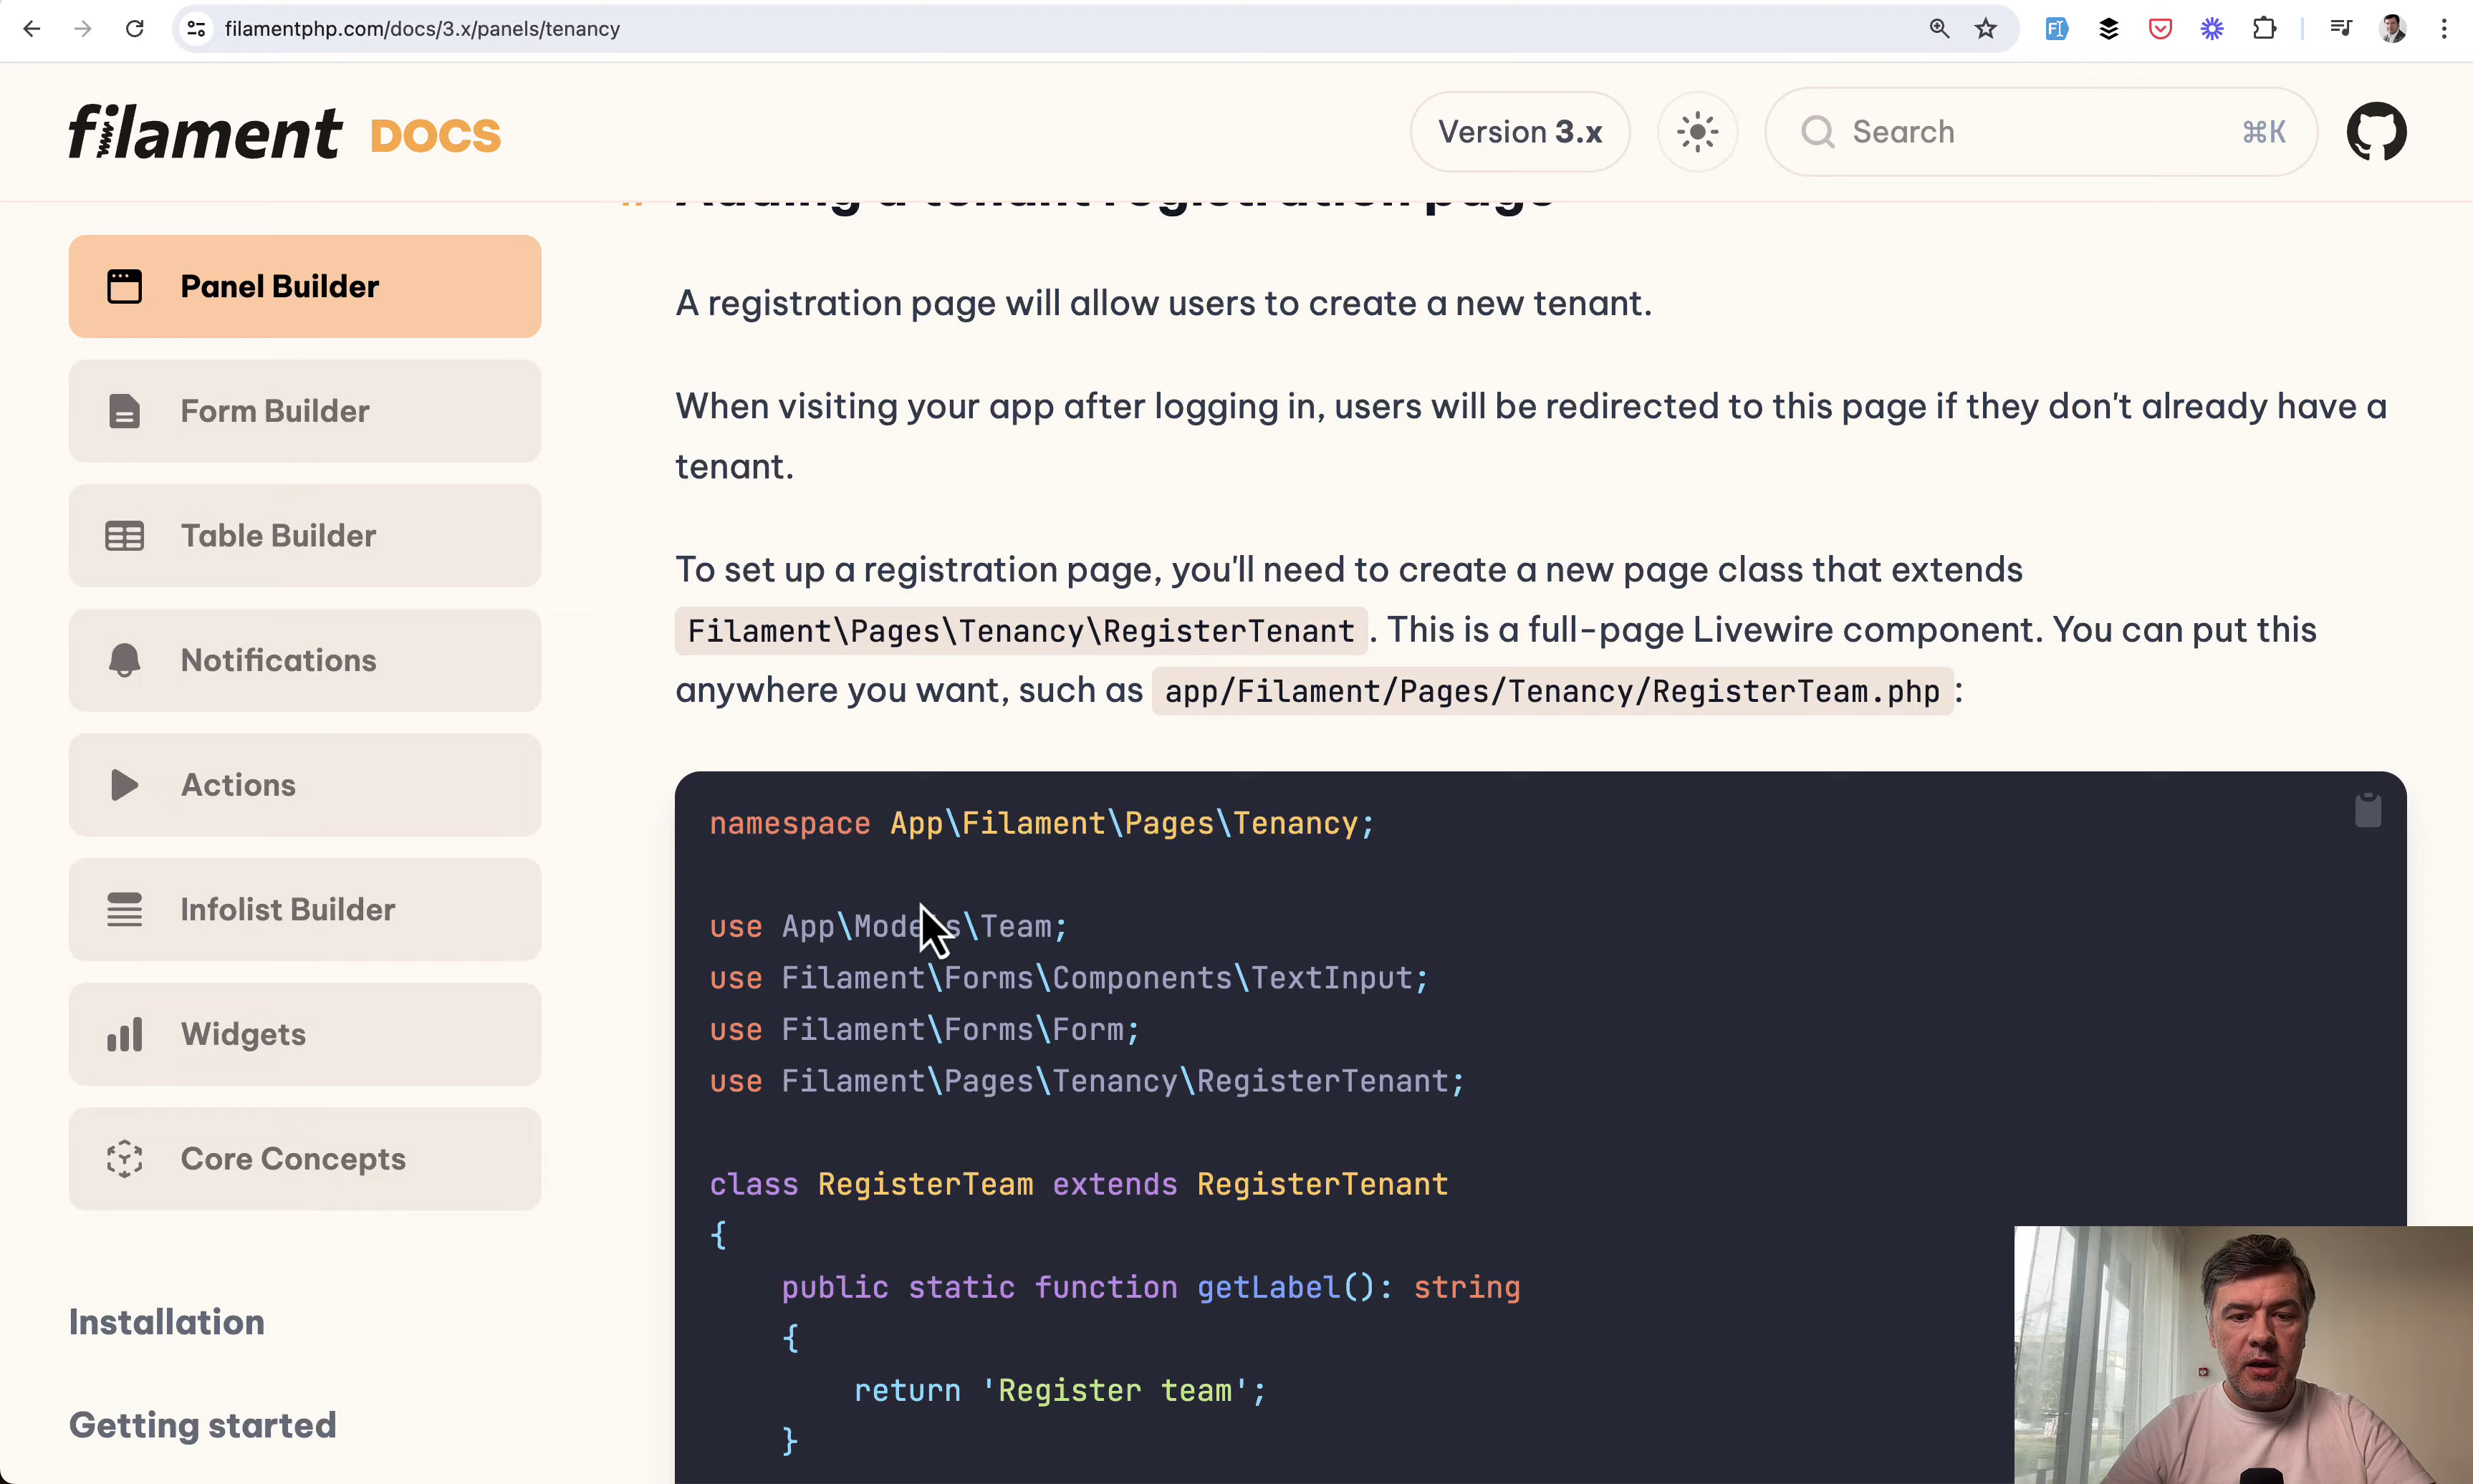 filamentphp.com/docs/3.x/panels/tenancy
filament DOCS
Version 3.x
Search
⌘K
Adding a tenant registration page
Panel Builder
Form Builder
Table Builder
Notifications
Actions
Infolist Builder
Widgets
Core Concepts
Installation
Getting started
A registration page will allow users to create a new tenant.
When visiting your app after logging in, users will be redirected to this page if they don't already have a
tenant.
To set up a registration page, you'll need to create a new page class that extends
Filament\Pages\Tenancy\RegisterTenant. This is a full-page Livewire component. You can put this
anywhere you want, such as app/Filament/Pages/Tenancy/RegisterTeam.php:
namespace App\Filament\Pages\Tenancy;
use App\Models\Team;
use Filament\Forms\Components\TextInput;
use Filament\Forms\Form;
use Filament\Pages\Tenancy\RegisterTenant;
class RegisterTeam extends RegisterTenant
{
public static function getLabel(): string
{
return 'Register team';
}